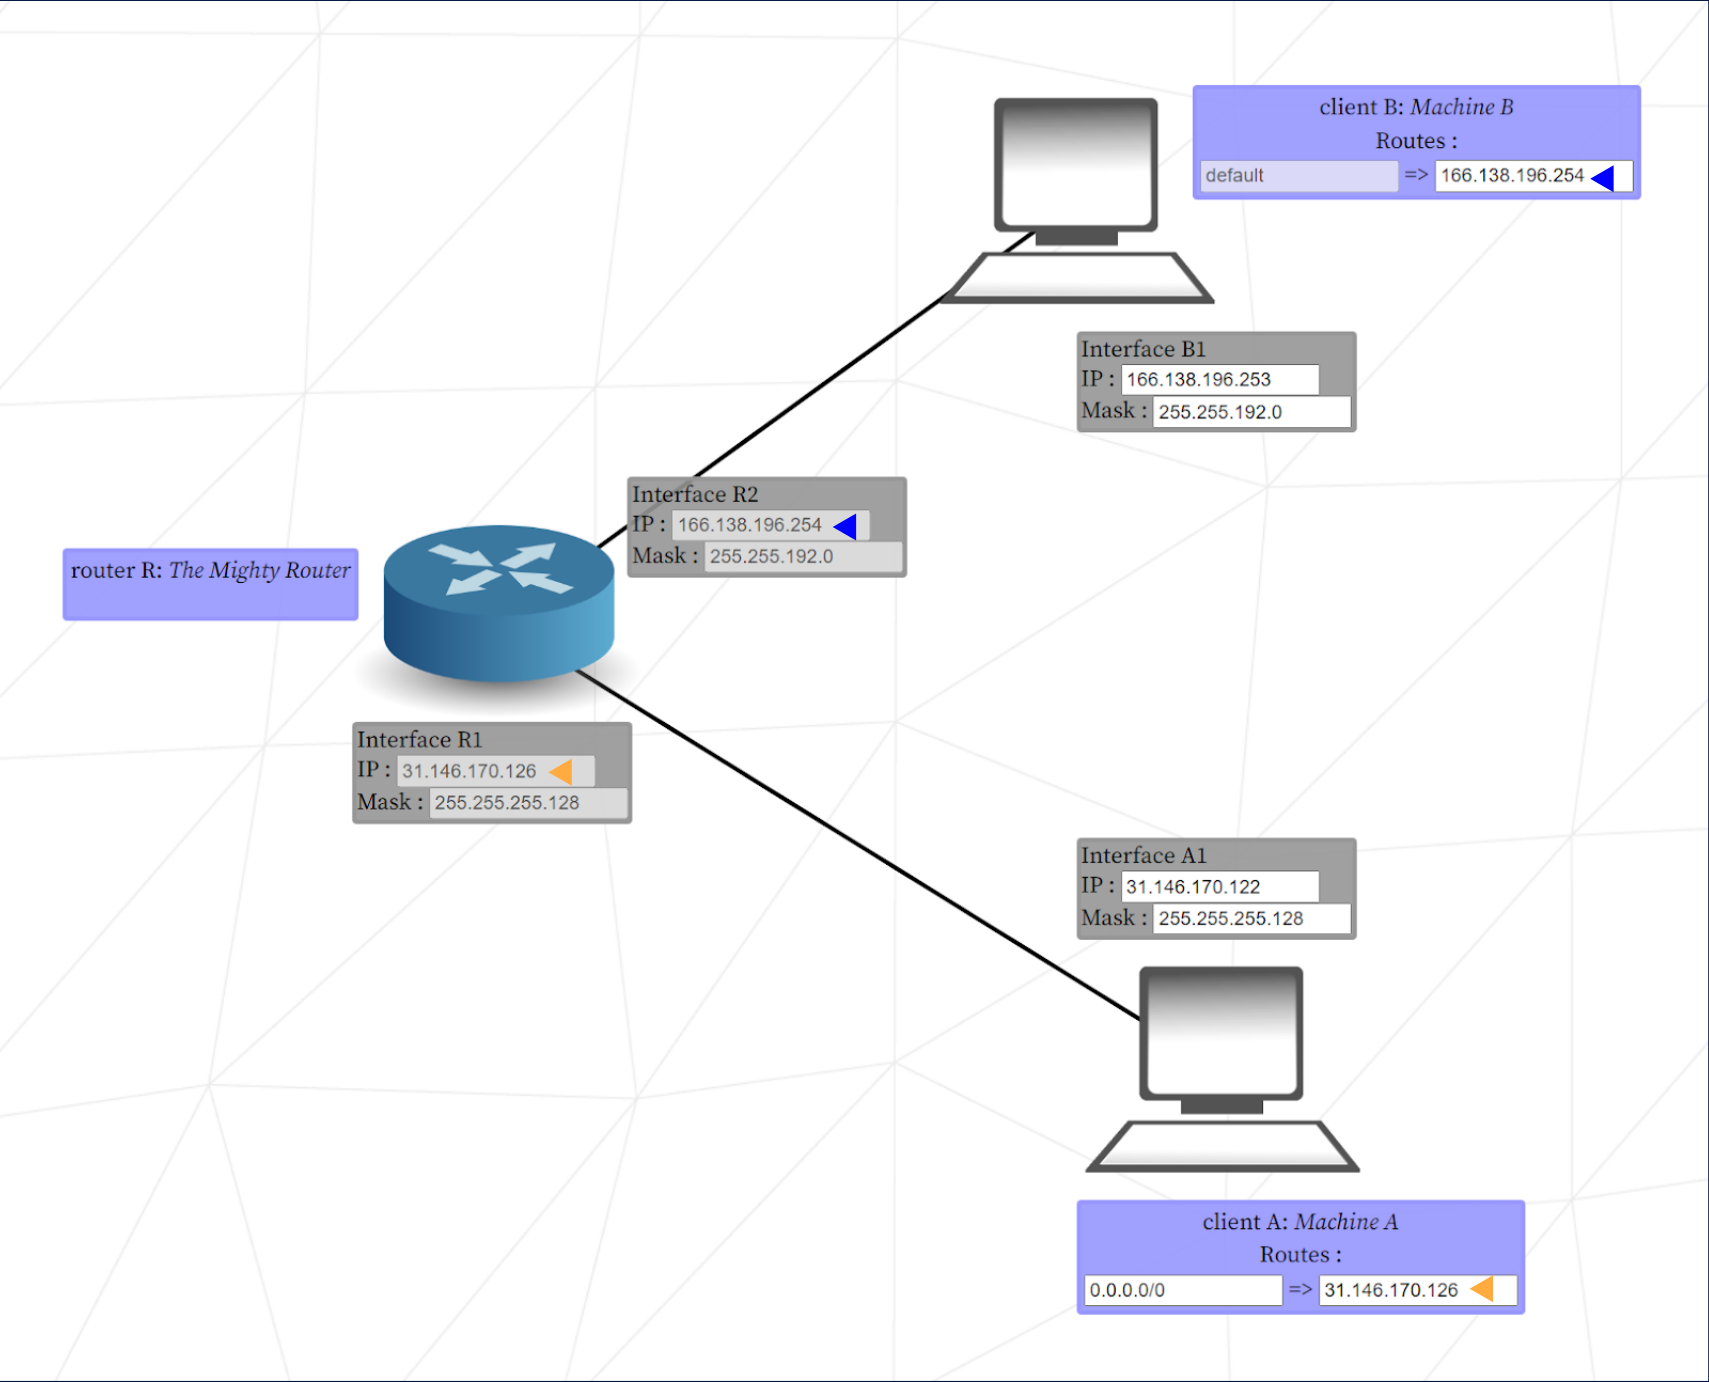 client B: Machine B
Routes :
default => 166.138.196.254
Interface B1
IP : 166.138.196.253
Mask : 255.255.192.0
Interface R2
IP : 166.138.196.254
Mask : 255.255.192.0
router R: The Mighty Router
Interface R1
IP : 31.146.170.126
Mask : 255.255.255.128
Interface A1
IP : 31.146.170.122
Mask : 255.255.255.128
client A: Machine A
Routes :
0.0.0.0/0 => 31.146.170.126